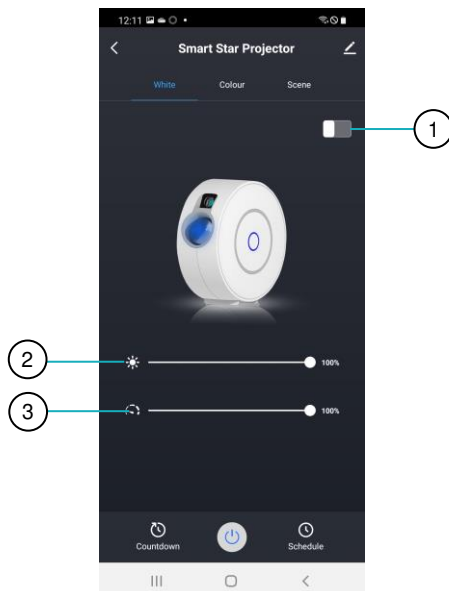 12:11
Smart Star Projector
White Colour Scene
1
2 100%
3 100%
Countdown Schedule